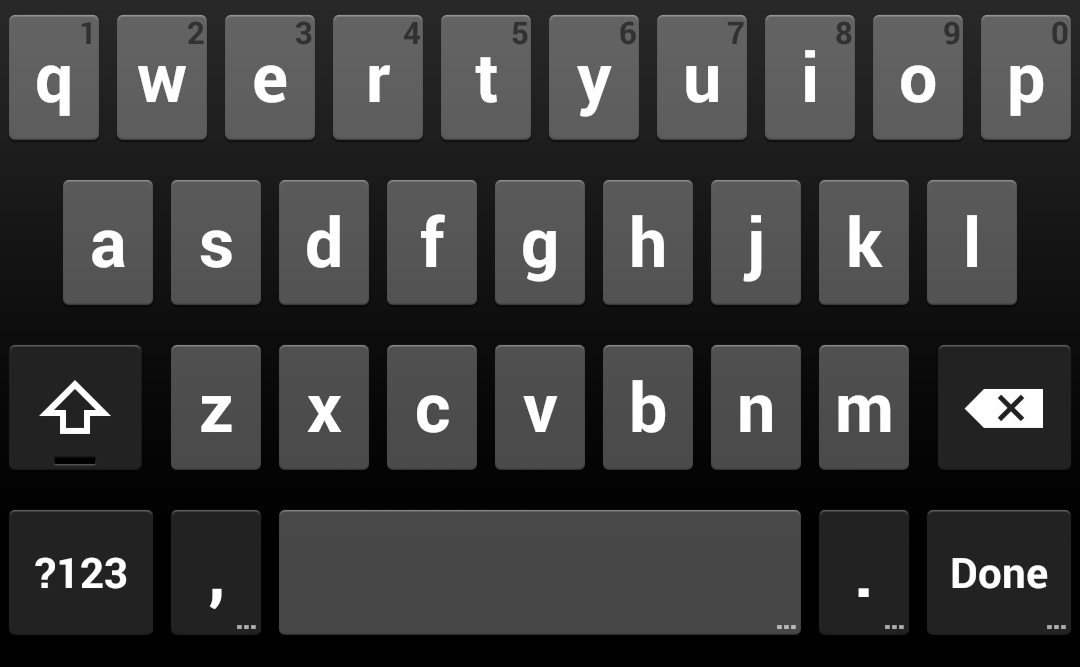 1 2 3 4 5 6 7 8 9 0
q w e r t y u i o p
a s d f g h j k l
z x c v b n m
?123 , . Done